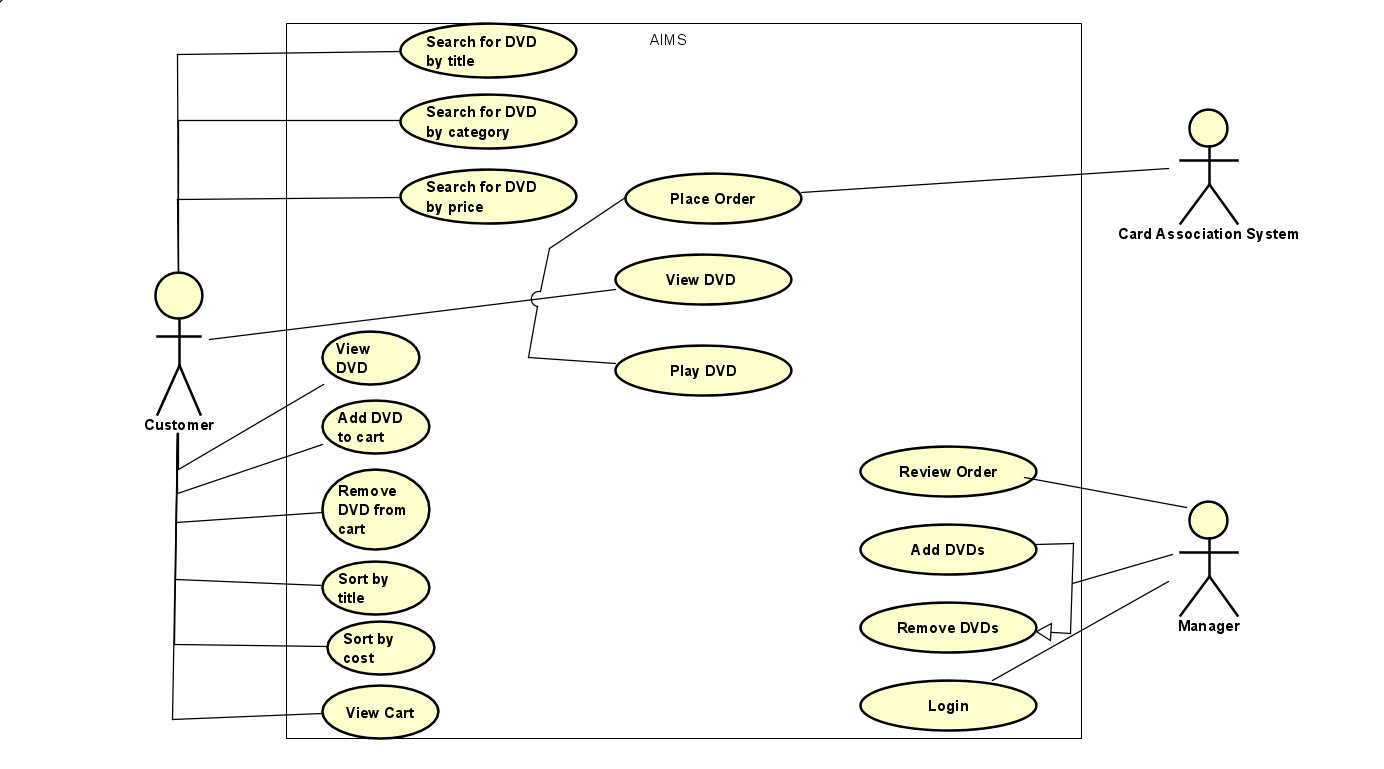 AIMS
Search for DVD
by title
Search for DVD
by category
Search for DVD
by price
Place Order
Card Association System
View DVD
View
DVD
Play DVD
Customer
Add DVD
to cart
Remove
DVD from
cart
Review Order
Add DVDs
Sort by
title
Remove DVDs
Manager
Sort by
cost
View Cart
Login